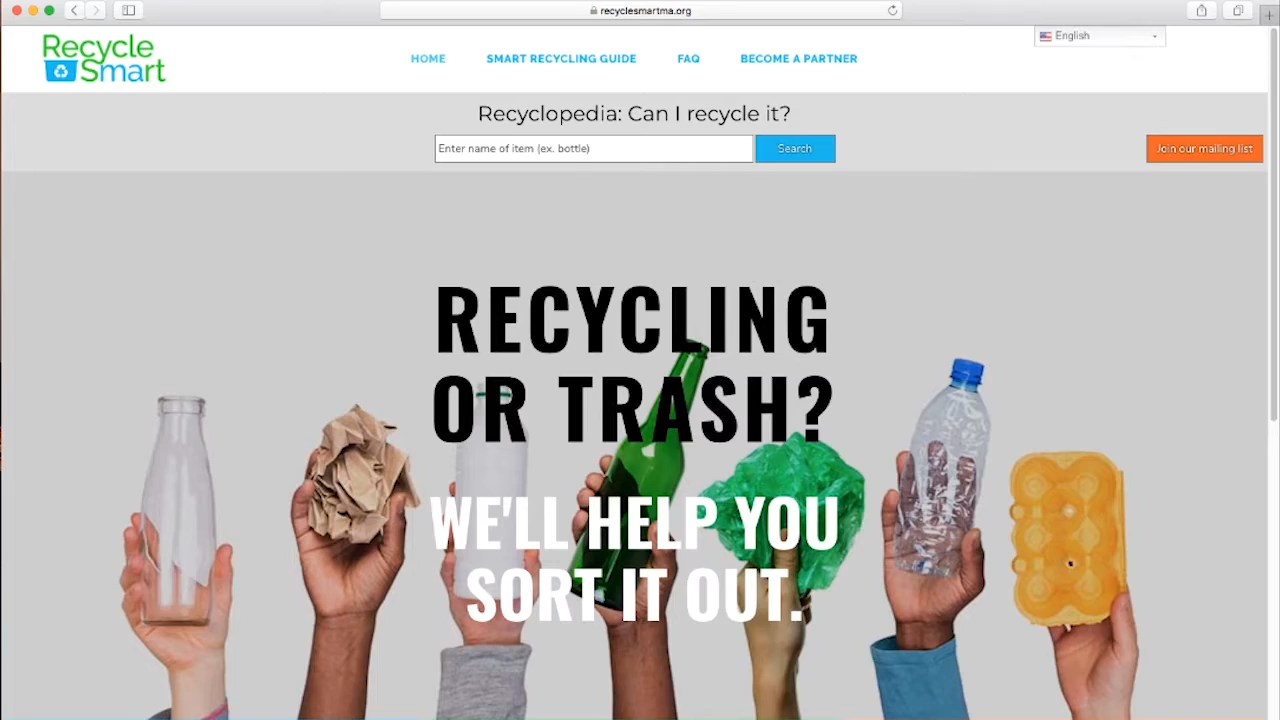 recyclesmartma.org
English
Recycle
Smart
HOME
SMART RECYCLING GUIDE
FAQ
BECOME A PARTNER
Recyclopedia: Can I recycle it?
Enter name of item (ex. bottle)
Search
Join our mailing list
RECYCLING
OR TRASH?
WE'LL HELP YOU
SORT IT OUT.